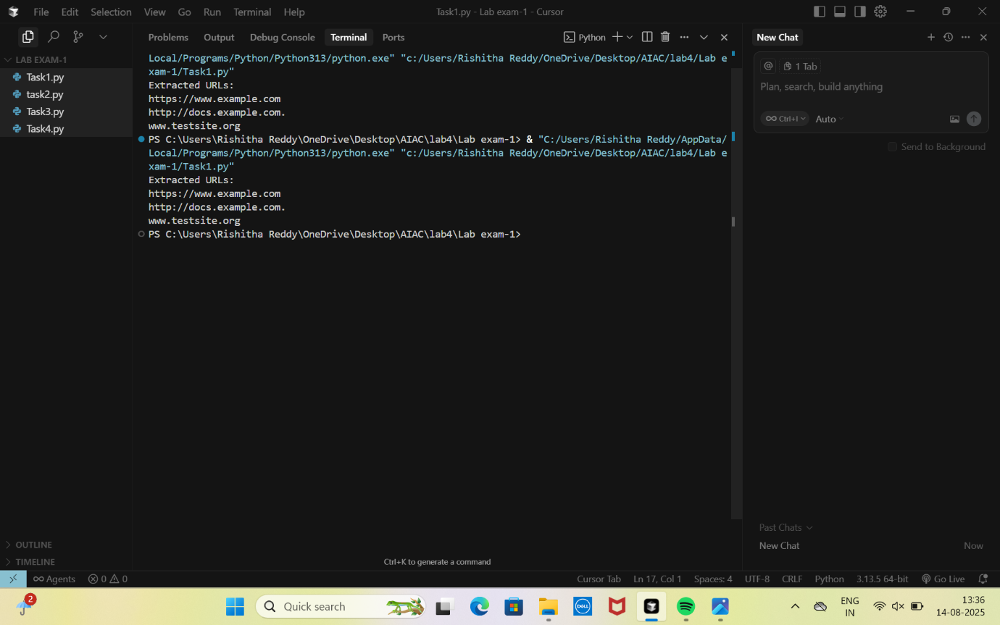 File Edit Selection View Go Run Terminal Help
Task1.py - Lab exam-1 - Cursor
LAB EXAM-1
Task1.py
task2.py
Task3.py
Task4.py
OUTLINE
TIMELINE
Problems Output Debug Console Terminal Ports
Python
Local/Programs/Python/Python313/python.exe" "c:/Users/Rishitha Reddy/OneDrive/Desktop/AIAC/lab4/Lab e
xam-1/Task1.py"
Extracted URLs:
https://www.example.com
http://docs.example.com.
www.testsite.org
PS C:\Users\Rishitha Reddy\OneDrive\Desktop\AIAC\lab4\Lab exam-1> & "C:/Users/Rishitha Reddy/AppData/
Local/Programs/Python/Python313/python.exe" "c:/Users/Rishitha Reddy/OneDrive/Desktop/AIAC/lab4/Lab e
xam-1/Task1.py"
Extracted URLs:
https://www.example.com
http://docs.example.com.
www.testsite.org
PS C:\Users\Rishitha Reddy\OneDrive\Desktop\AIAC\lab4\Lab exam-1>
Ctrl+K to generate a command
New Chat
@ 1 Tab
Plan, search, build anything
Ctrl+I Auto
Send to Background
Past Chats
New Chat Now
Agents 0 0
Cursor Tab Ln 17, Col 1 Spaces: 4 UTF-8 CRLF Python 3.13.5 64-bit Go Live
2
Quick search
DELL
ENG
IN
13:36
14-08-2025